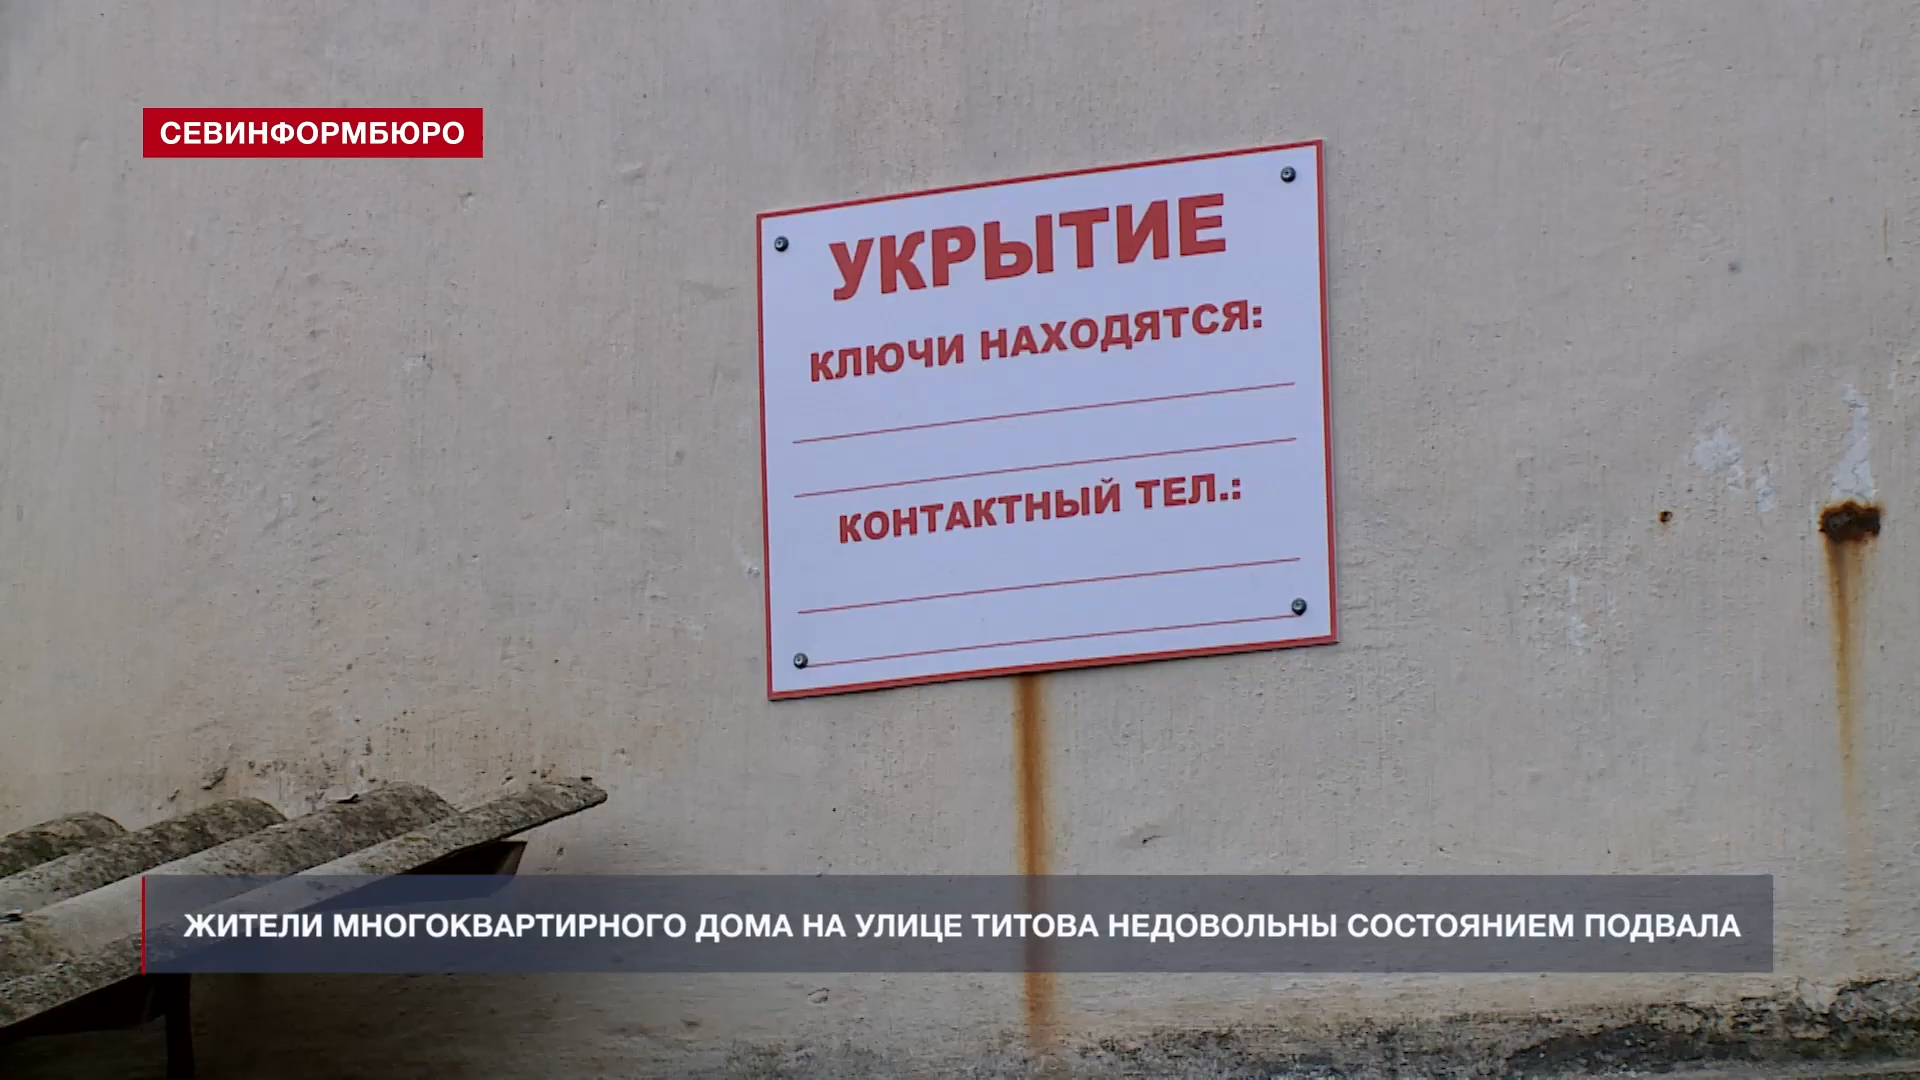 СЕВИНФОРМБЮРО
УКРЫТИЕ
КЛЮЧИ НАХОДЯТСЯ:
КОНТАКТНЫЙ ТЕЛ.:
ЖИТЕЛИ МНОГОКВАРТИРНОГО ДОМА НА УЛИЦЕ ТИТОВА НЕДОВОЛЬНЫ СОСТОЯНИЕМ ПОДВАЛА